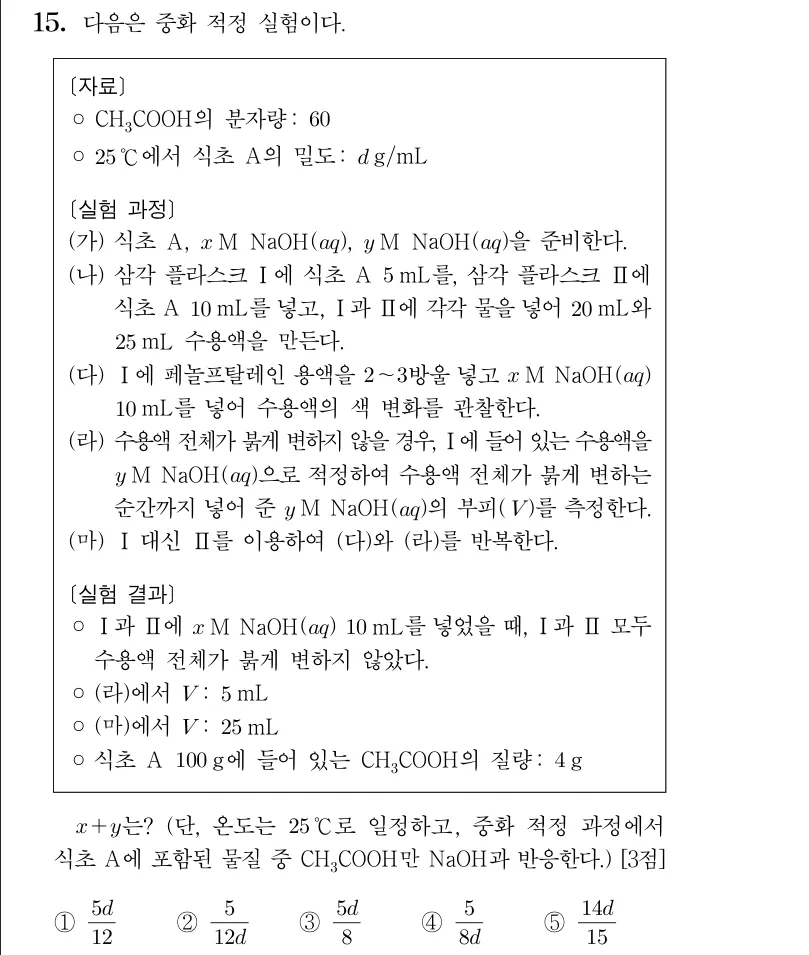 15. 다음은 중화 적정 실험이다.
〔자료〕
○ CH₃COOH의 분자량 : 60
○ 25℃에서 식초 A의 밀도 : d g/mL
〔실험 과정〕
(가) 식초 A, x M NaOH(aq), y M NaOH(aq)을 준비한다.
(나) 삼각 플라스크 Ⅰ에 식초 A 5 mL를, 삼각 플라스크 Ⅱ에
식초 A 10 mL를 넣고, Ⅰ과 Ⅱ에 각각 물을 넣어 20 mL와
25 mL 수용액을 만든다.
(다) Ⅰ에 페놀프탈레인 용액을 2～3방울 넣고 x M NaOH(aq)
10 mL를 넣어 수용액의 색 변화를 관찰한다.
(라) 수용액 전체가 붉게 변하지 않을 경우, Ⅰ에 들어 있는 수용액을
y M NaOH(aq)으로 적정하여 수용액 전체가 붉게 변하는
순간까지 넣어 준 y M NaOH(aq)의 부피(V)를 측정한다.
(마) Ⅰ 대신 Ⅱ를 이용하여 (다)와 (라)를 반복한다.
〔실험 결과〕
○ Ⅰ과 Ⅱ에 x M NaOH(aq) 10 mL를 넣었을 때, Ⅰ과 Ⅱ 모두
수용액 전체가 붉게 변하지 않았다.
○ (라)에서 V : 5 mL
○ (마)에서 V : 25 mL
○ 식초 A 100 g에 들어 있는 CH₃COOH의 질량 : 4 g
x+y는? (단, 온도는 25℃로 일정하고, 중화 적정 과정에서
식초 A에 포함된 물질 중 CH₃COOH만 NaOH과 반응한다.) [3점]
① 5d/12 ② 5/12d ③ 5d/8 ④ 5/8d ⑤ 14d/15